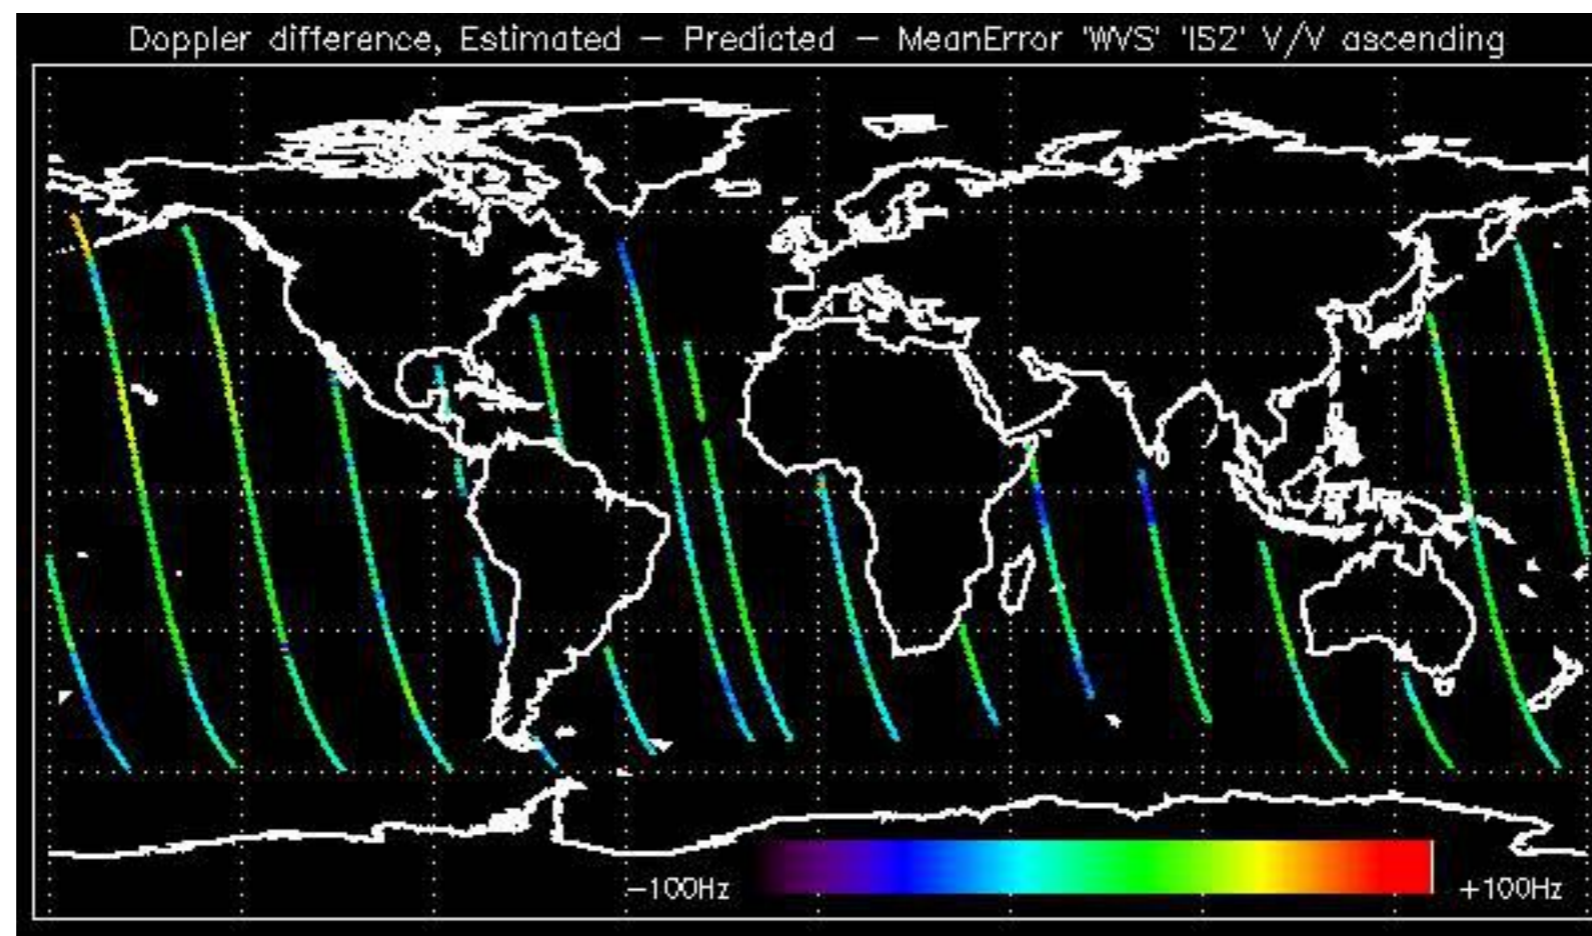 Doppler difference, Estimated – Predicted – MeanError 'WVS' 'IS2' V/V ascending
–100Hz
+100Hz